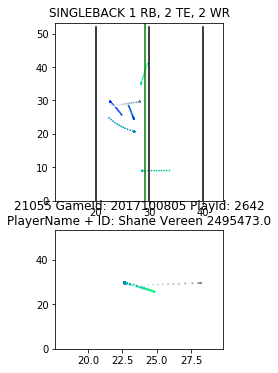 SINGLEBACK 1 RB, 2 TE, 2 WR
50
40
30
20
10
0
20 30 40
21055 GameId: 2017100805 PlayId: 2642
PlayerName + ID: Shane Vereen 2495473.0
40
20
0
20.0 22.5 25.0 27.5